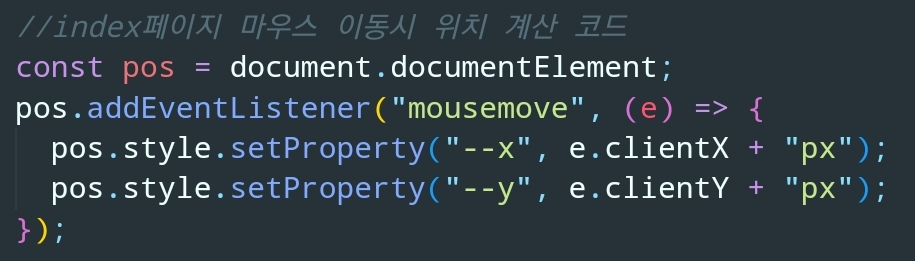 //index페이지 마우스 이동시 위치 계산 코드
const pos = document.documentElement;
pos.addEventListener("mousemove", (e) => {
  pos.style.setProperty("--x", e.clientX + "px");
  pos.style.setProperty("--y", e.clientY + "px");
});